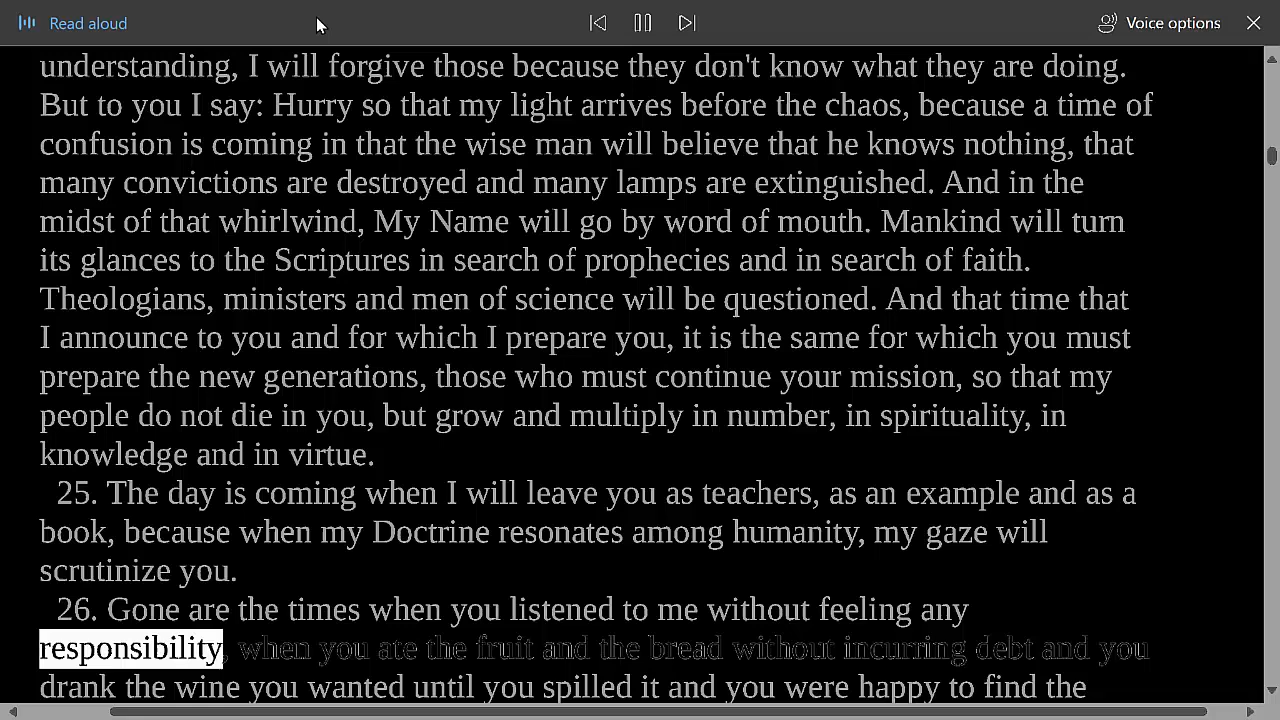 Read aloud
Voice options
understanding, I will forgive those because they don't know what they are doing.
But to you I say: Hurry so that my light arrives before the chaos, because a time of
confusion is coming in that the wise man will believe that he knows nothing, that
many convictions are destroyed and many lamps are extinguished. And in the
midst of that whirlwind, My Name will go by word of mouth. Mankind will turn
its glances to the Scriptures in search of prophecies and in search of faith.
Theologians, ministers and men of science will be questioned. And that time that
I announce to you and for which I prepare you, it is the same for which you must
prepare the new generations, those who must continue your mission, so that my
people do not die in you, but grow and multiply in number, in spirituality, in
knowledge and in virtue.
25. The day is coming when I will leave you as teachers, as an example and as a
book, because when my Doctrine resonates among humanity, my gaze will
scrutinize you.
26. Gone are the times when you listened to me without feeling any
responsibility, when you ate the fruit and the bread without incurring debt and you
drank the wine you wanted until you spilled it and you were happy to find the